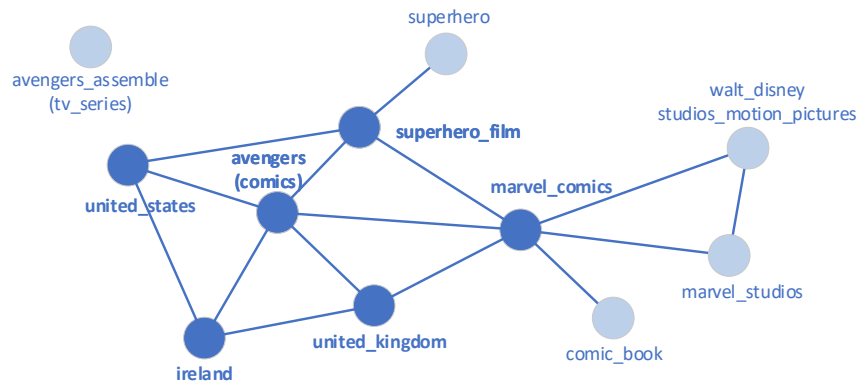 superhero
avengers_assemble
(tv_series)
walt_disney
studios_motion_pictures
superhero_film
avengers
(comics)
marvel_comics
united_states
marvel_studios
united_kingdom
comic_book
ireland